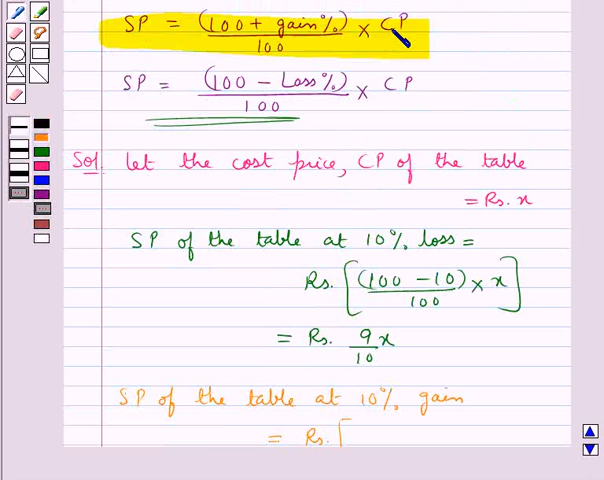 SP = (100 + gain%)/100 × CP
SP = (100 - Loss%)/100 × CP
Sol. Let the cost price, CP of the table
= Rs. x
SP of the table at 10% loss =
Rs. [(100 - 10)/100 × x]
= Rs. 9/10 x
SP of the table at 10% gain
= Rs. [